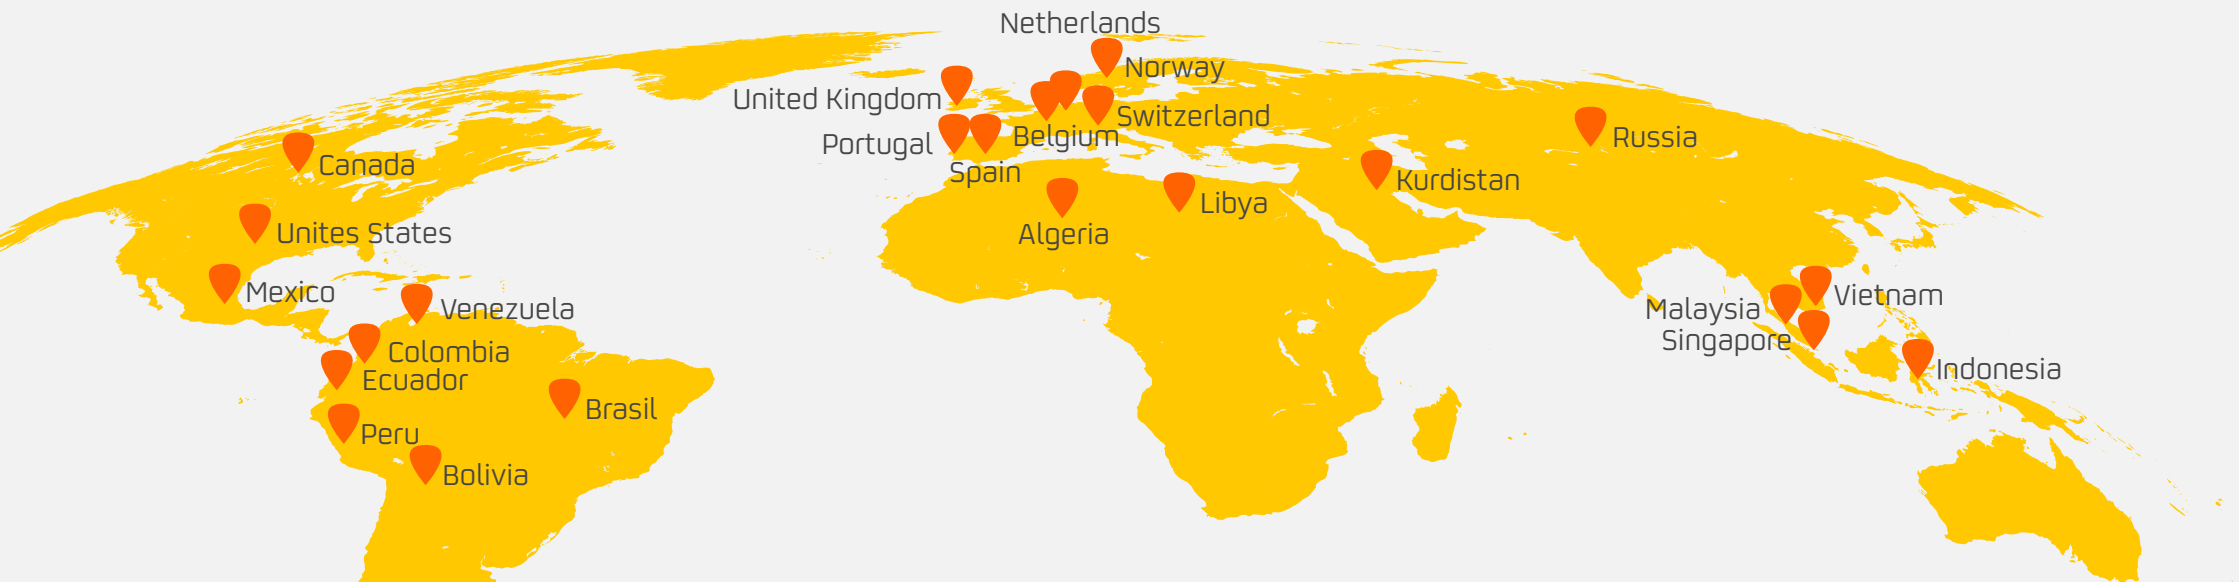 Netherlands
Norway
United Kingdom
Switzerland
Portugal
Belgium
Spain
Russia
Canada
Kurdistan
Libya
Algeria
Unites States
Mexico
Venezuela
Vietnam
Malaysia
Singapore
Colombia
Indonesia
Ecuador
Brasil
Peru
Bolivia